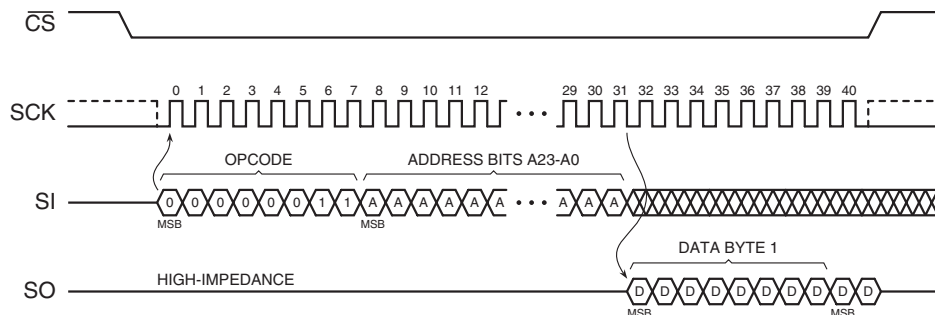 CS
0 1 2 3 4 5 6 7 8 9 10 11 12 29 30 31 32 33 34 35 36 37 38 39 40
SCK
OPCODE ADDRESS BITS A23-A0
SI 0 0 0 0 0 0 1 1 A A A A A A A A A
MSB MSB
DATA BYTE 1
SO HIGH-IMPEDANCE D D D D D D D D D D
MSB MSB